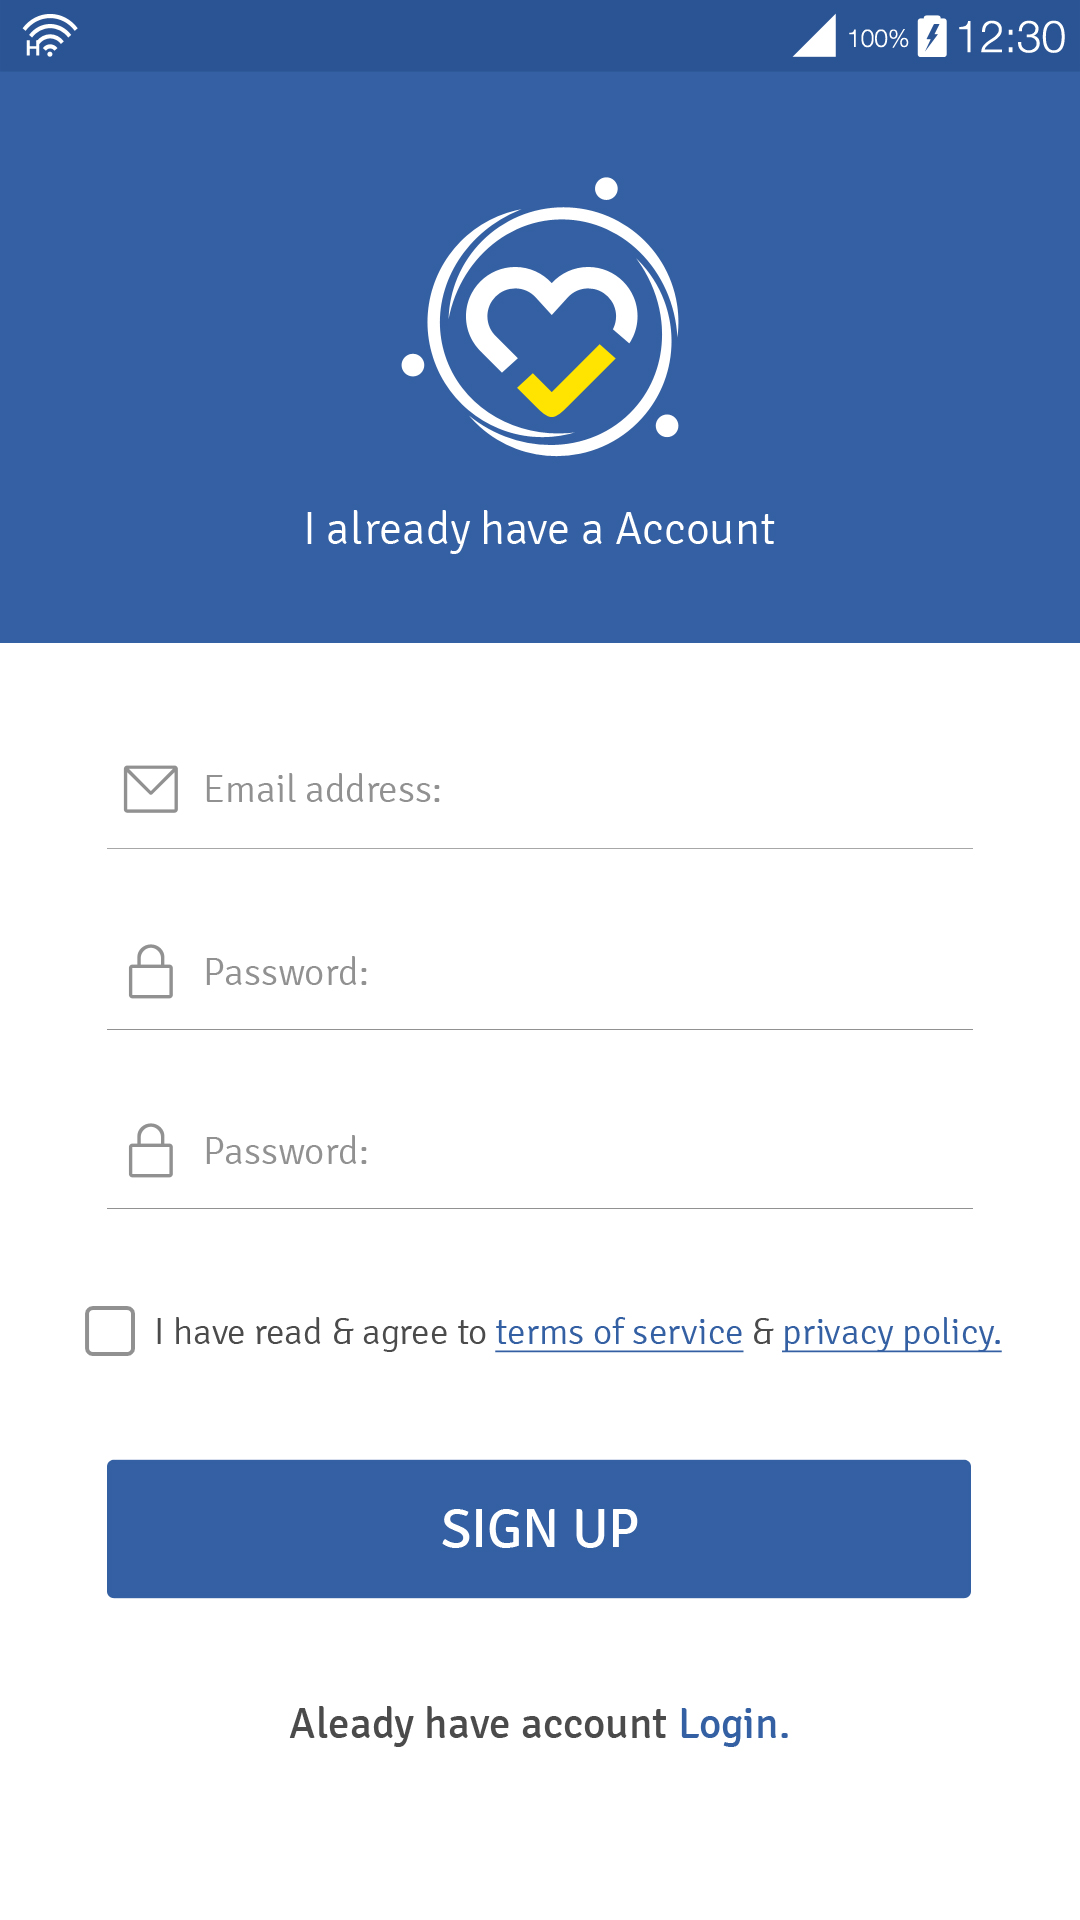 H 100% 12:30
I already have a Account
Email address:
Password:
Password:
I have read & agree to terms of service & privacy policy.
SIGN UP
Aleady have account Login.